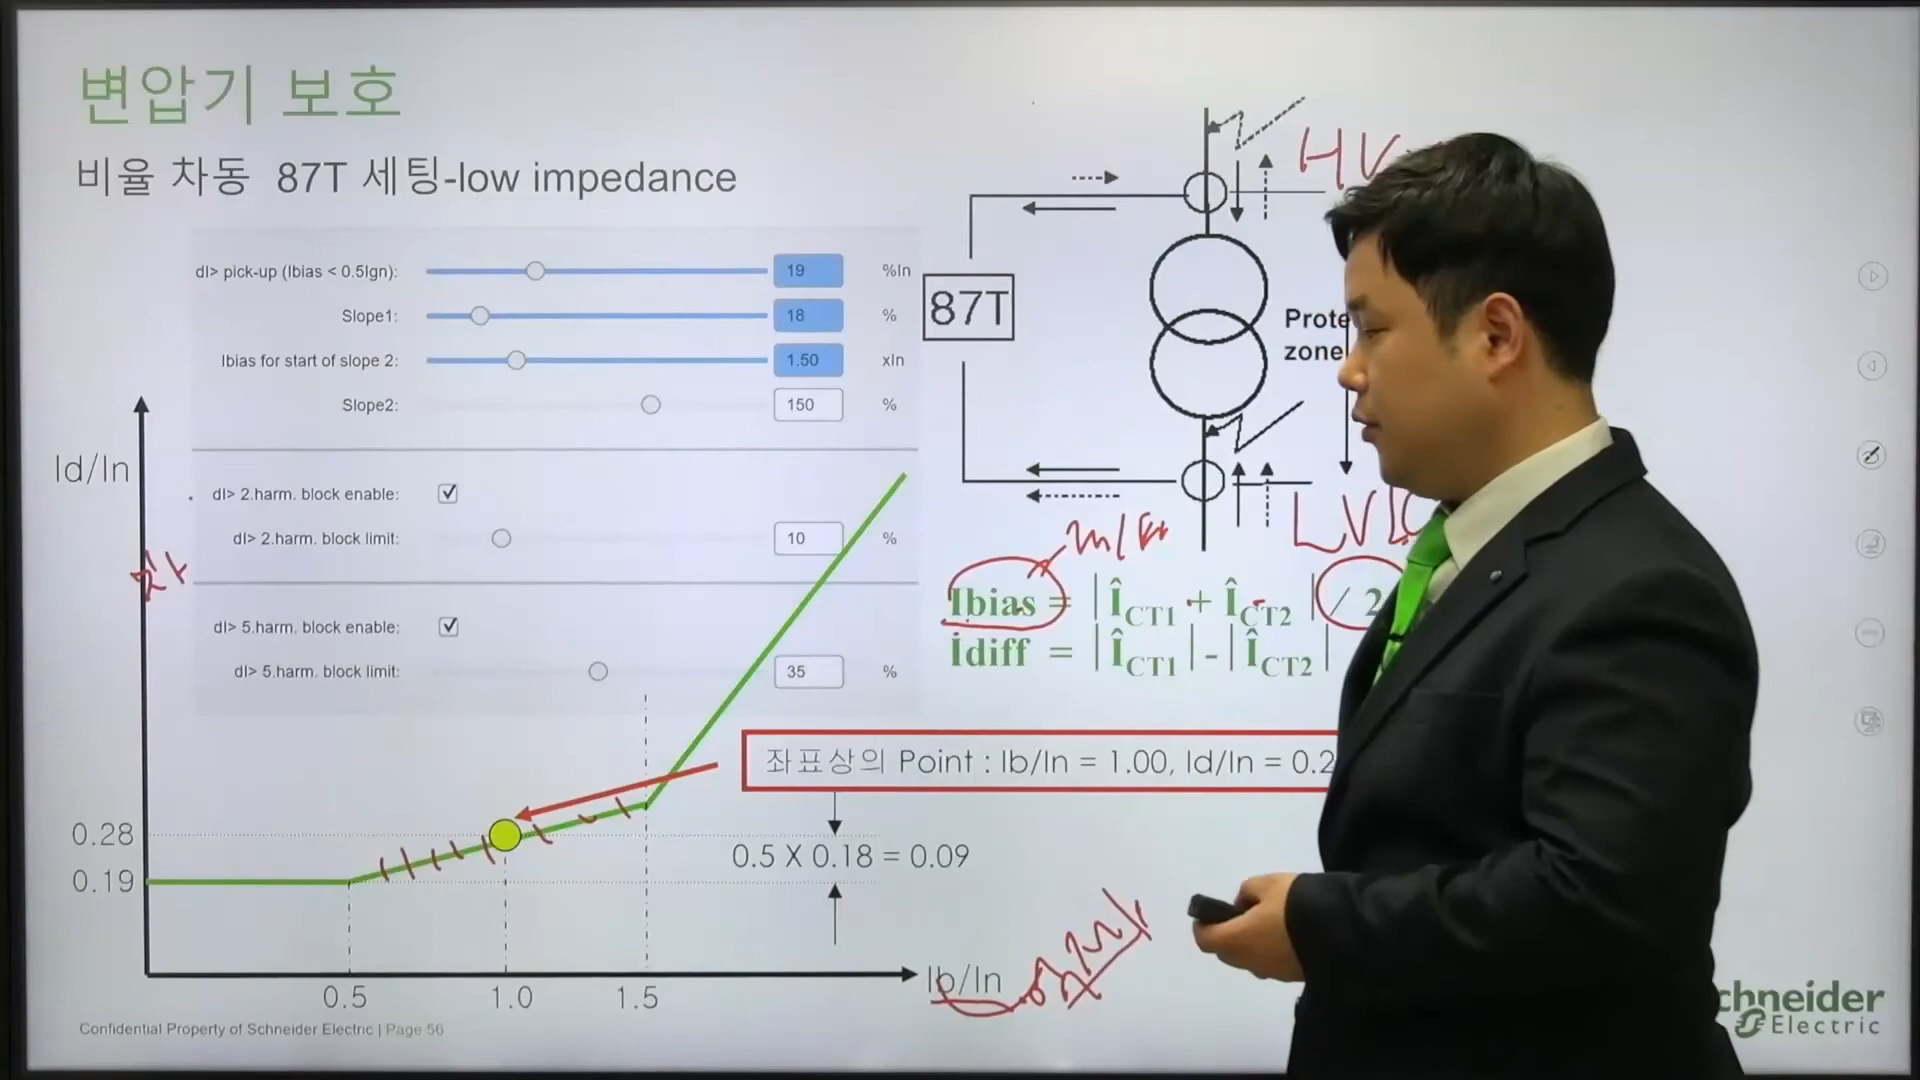 변압기 보호
비율 차동 87T 세팅-low impedance
dI> pick-up (Ibias < 0.5Ign): 19 %In
Slope1: 18 %
Ibias for start of slope 2: 1.50 xIn
Slope2: 150 %
dI> 2.harm. block enable:
dI> 2.harm. block limit: 10 %
dI> 5.harm. block enable:
dI> 5.harm. block limit: 35 %
Id/In
차
0.28
0.19
0.5 1.0 1.5
Ib/In
87T
HV
Prote
zone
LV
Ibias = |Î CT1 + Î CT2 | / 2
Idiff = |Î CT1 | - |Î CT2 |
좌표상의 Point : Ib/In = 1.00, Id/In = 0.2
0.5 X 0.18 = 0.09
Confidential Property of Schneider Electric | Page 56
chneider
Electric